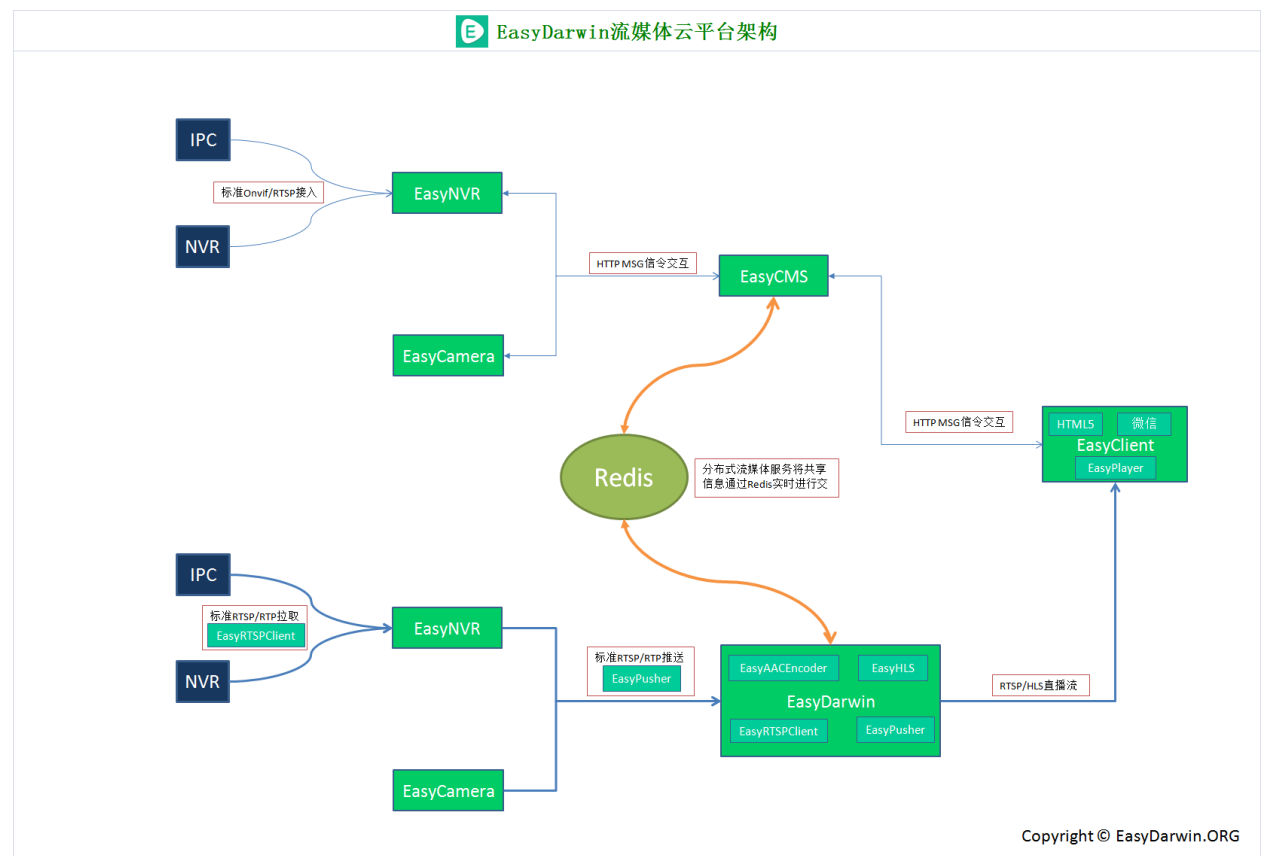 EasyDarwin流媒体云平台架构
IPC
标准Onvif/RTSP接入
EasyNVR
NVR
HTTP MSG信令交互
EasyCMS
EasyCamera
HTTP MSG信令交互
HTML5
微信
EasyClient
EasyPlayer
Redis
分布式流媒体服务将共享
信息通过Redis实时进行交
IPC
标准RTSP/RTP拉取
EasyRTSPClient
EasyNVR
NVR
标准RTSP/RTP推送
EasyPusher
EasyAACEncoder
EasyHLS
EasyDarwin
EasyRTSPClient
EasyPusher
RTSP/HLS直播流
EasyCamera
Copyright © EasyDarwin.ORG